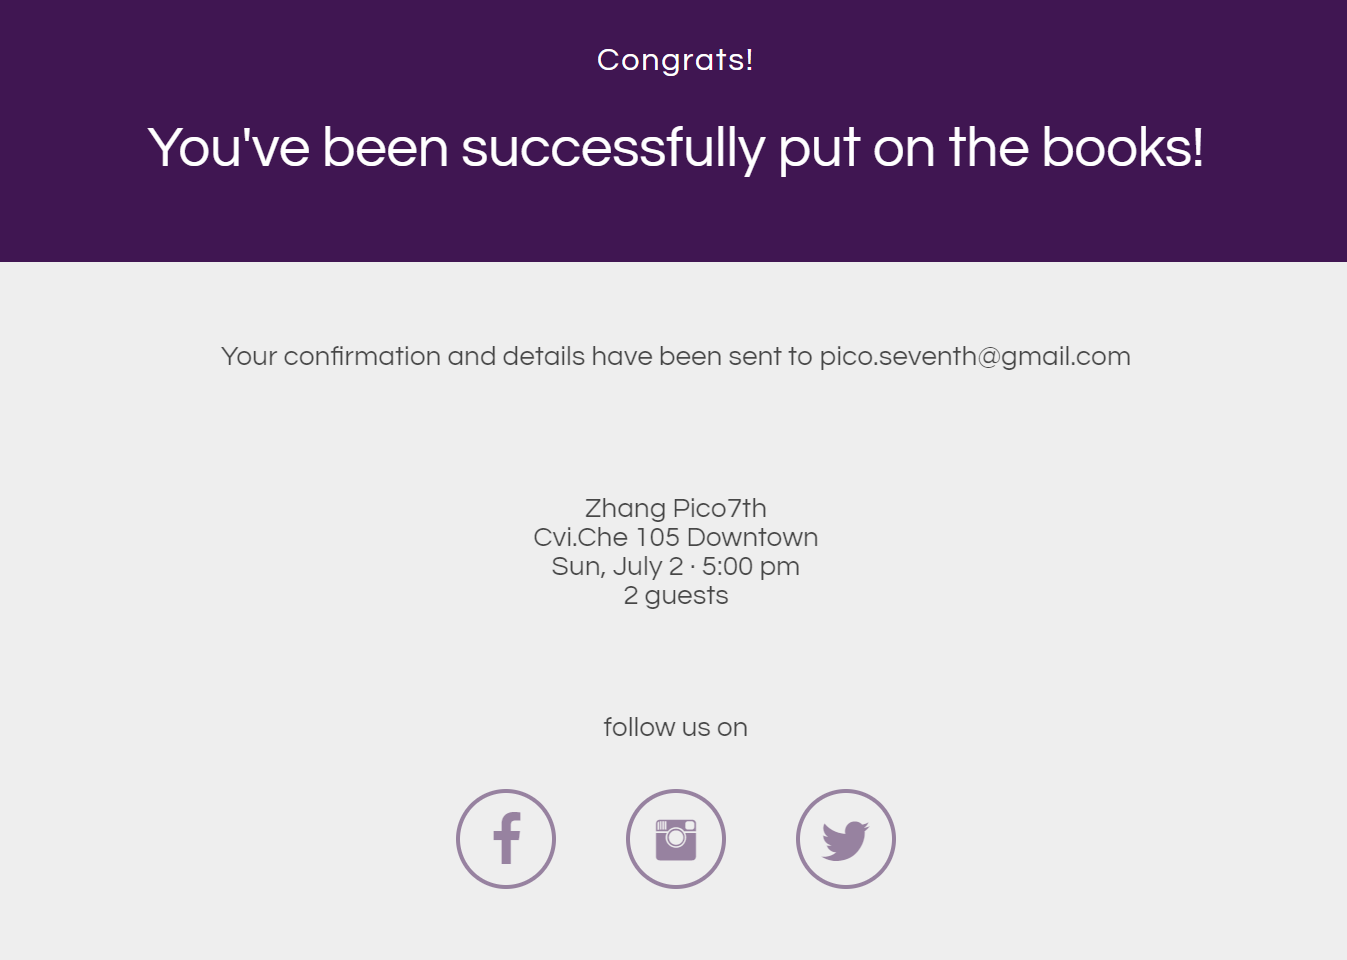 Congrats!
You've been successfully put on the books!
Your confirmation and details have been sent to pico.seventh@gmail.com
Zhang Pico7th
Cvi.Che 105 Downtown
Sun, July 2 · 5:00 pm
2 guests
follow us on